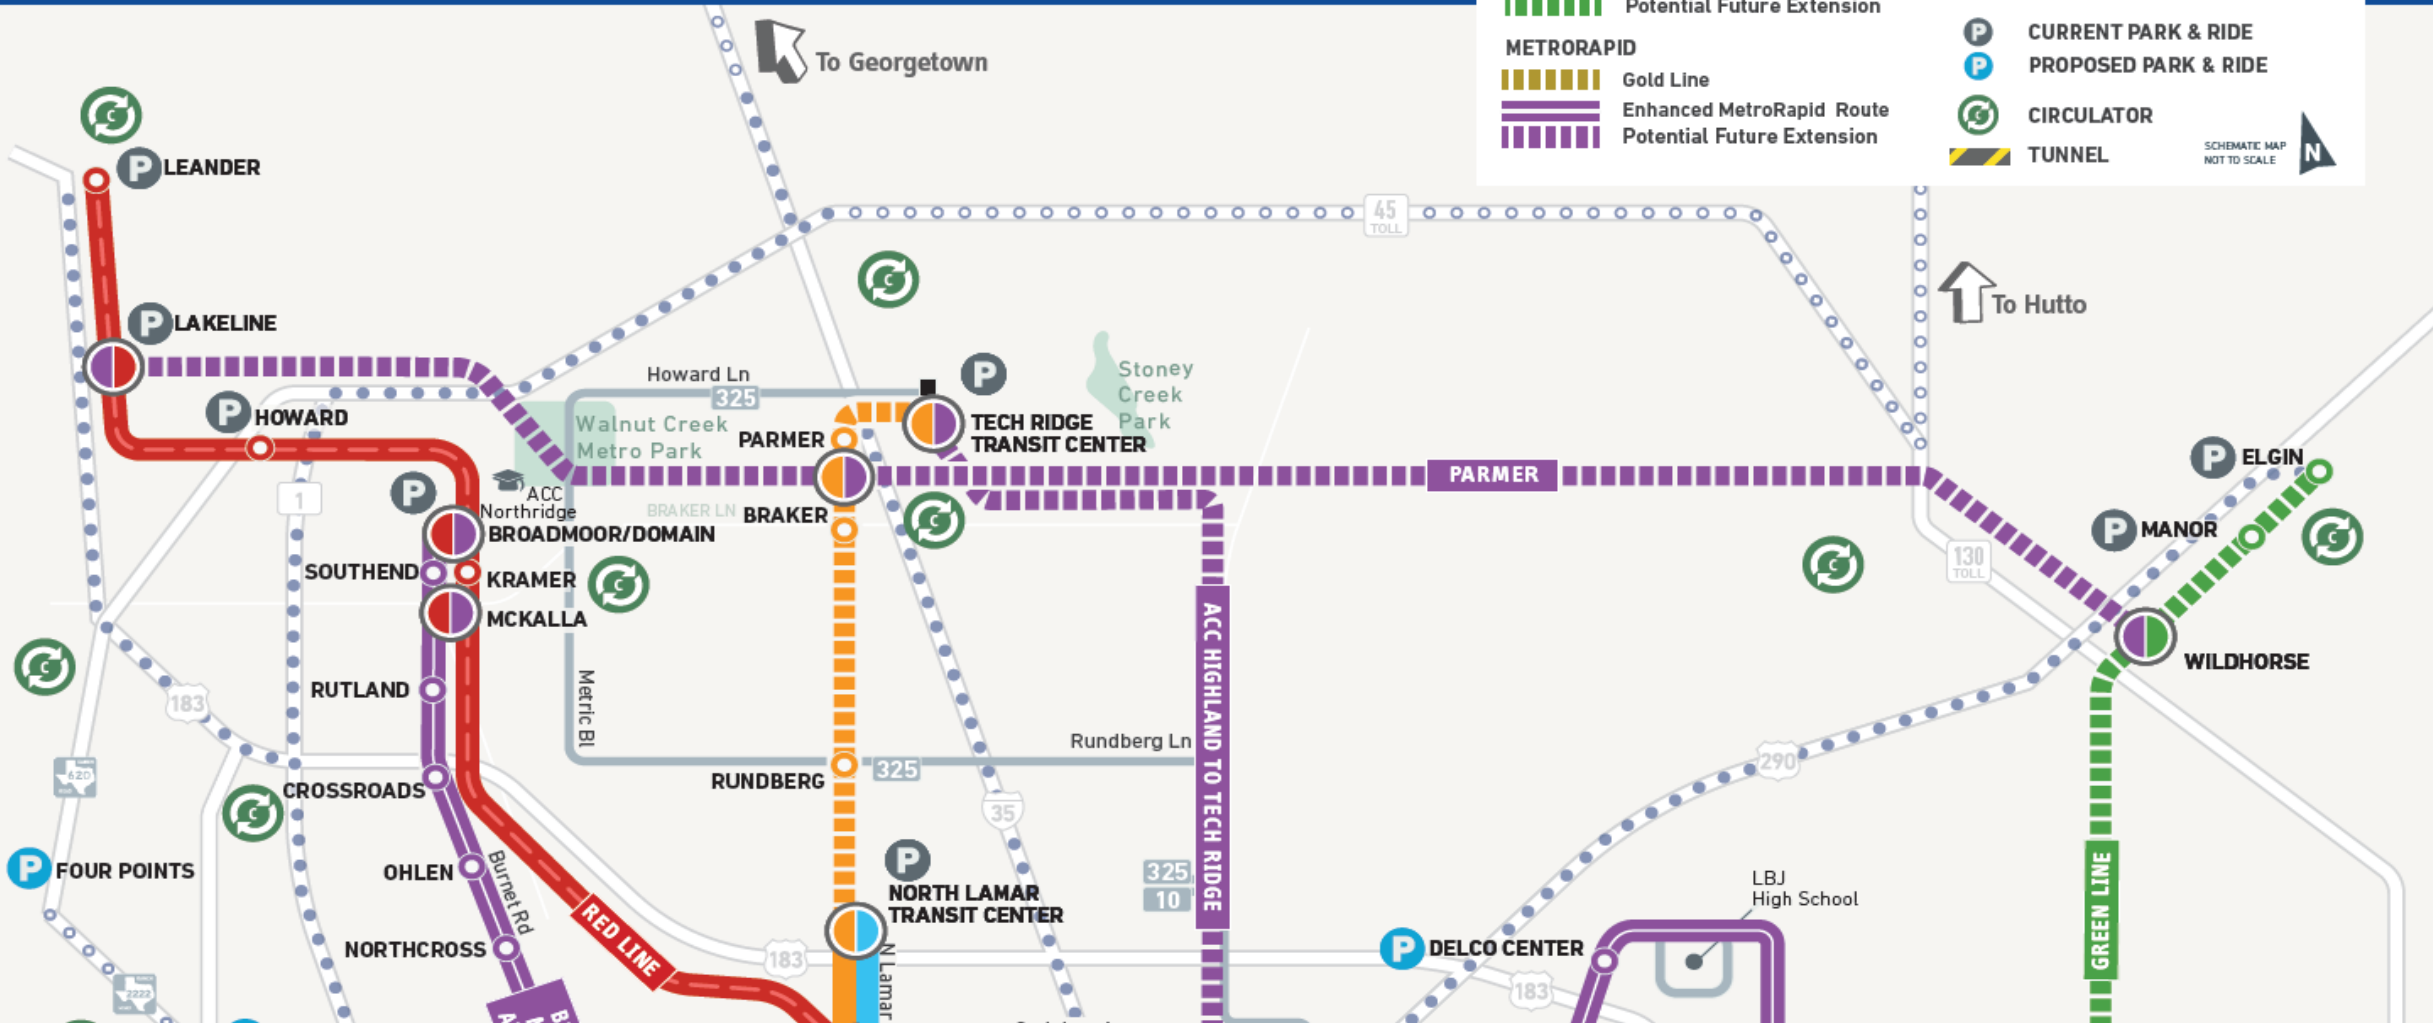 Potential Future Extension
METRORAPID
Gold Line
Enhanced MetroRapid Route
Potential Future Extension
P CURRENT PARK & RIDE
P PROPOSED PARK & RIDE
C CIRCULATOR
TUNNEL
SCHEMATIC MAP
NOT TO SCALE
N
To Georgetown
C
P LEANDER
45
TOLL
C
To Hutto
P LAKELINE
Howard Ln
325
P
Stoney
Creek
Park
P HOWARD
Walnut Creek
Metro Park
PARMER
TECH RIDGE
TRANSIT CENTER
PARMER
P ELGIN
P
1
ACC
Northridge
BRAKER LN
BRAKER
C
P MANOR
C
BROADMOOR/DOMAIN
130
TOLL
C
SOUTHEND
KRAMER
C
MCKALLA
ACC HIGHLAND TO TECH RIDGE
WILDHORSE
C
RUTLAND
183
Metric Bl
Rundberg Ln
620
CROSSROADS
RUNDBERG
325
290
C
35
P FOUR POINTS
OHLEN
Burnet Rd
P
NORTH LAMAR
TRANSIT CENTER
325
10
LBJ
High School
GREEN LINE
NORTHCROSS
RED LINE
183
N Lamar
P DELCO CENTER
2222
183